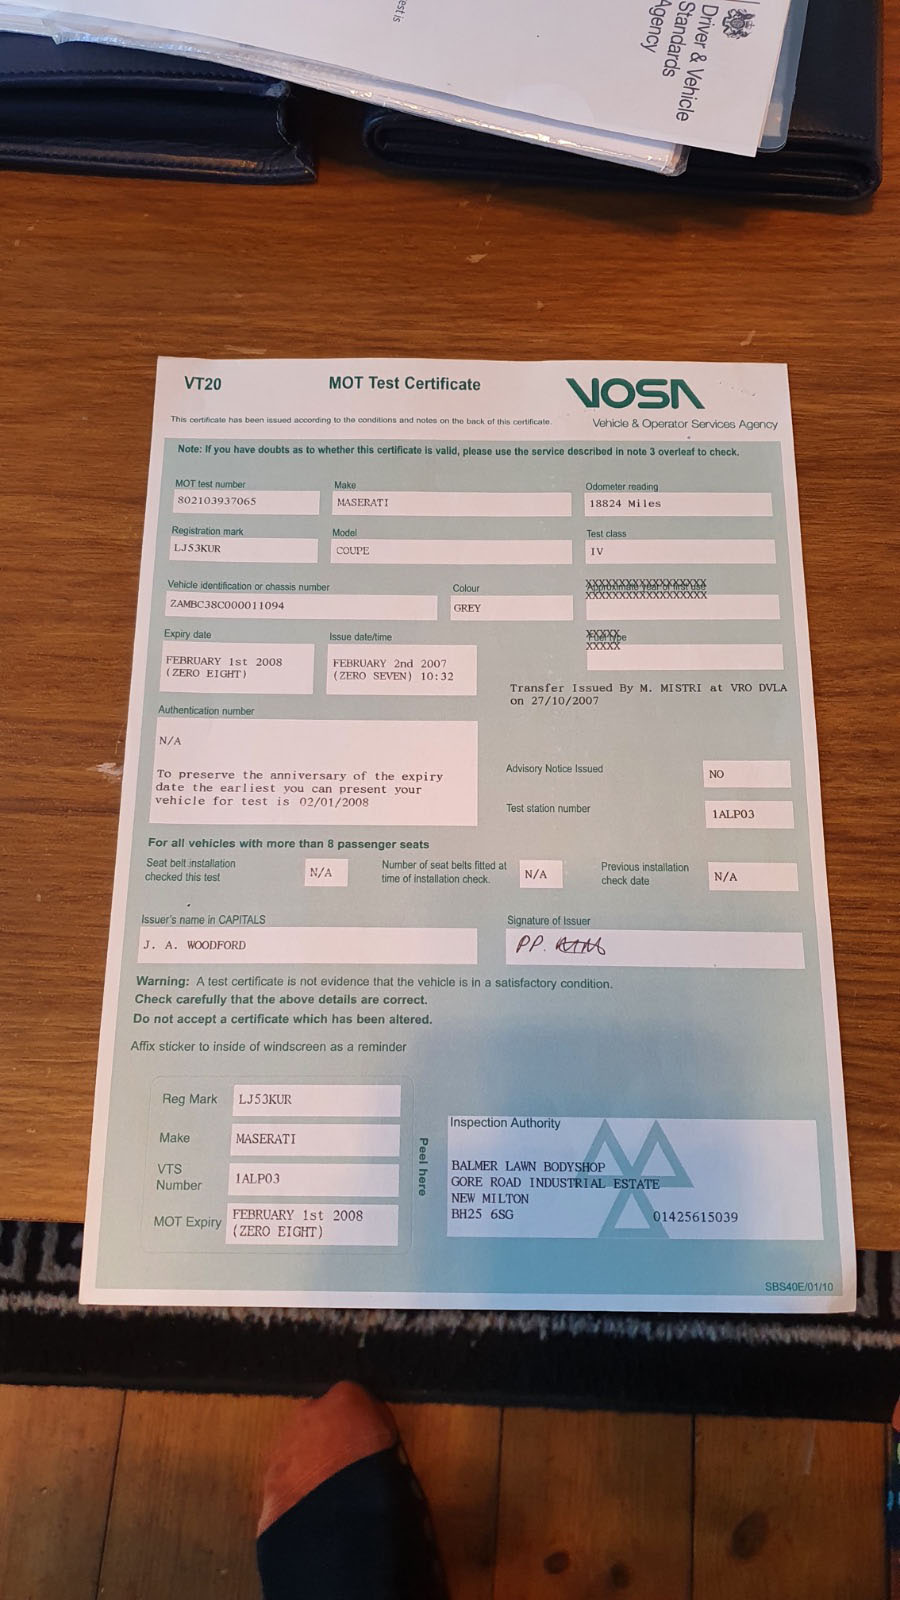 est is
Driver & Vehicle
Standards
Agency
VT20
MOT Test Certificate
VOSA
This certificate has been issued according to the conditions and notes on the back of this certificate.
Vehicle & Operator Services Agency
Note: If you have doubts as to whether this certificate is valid, please use the service described in note 3 overleaf to check.
MOT test number
Make
Odometer reading
802103937065
MASERATI
18824 Miles
Registration mark
Model
Test class
LJ53KUR
COUPE
IV
Vehicle identification or chassis number
Colour
XXXXXXXXXXXXXXXXXX
Approximate year of first use
XXXXXXXXXXXXXXXXXX
ZAMBC38C000011094
GREY
Expiry date
Issue date/time
XXXXX
Fuel type
XXXXX
FEBRUARY 1st 2008
(ZERO EIGHT)
FEBRUARY 2nd 2007
(ZERO SEVEN) 10:32
Transfer Issued By M. MISTRI at VRO DVLA
on 27/10/2007
Authentication number
N/A
To preserve the anniversary of the expiry
date the earliest you can present your
vehicle for test is 02/01/2008
Advisory Notice Issued
NO
Test station number
1ALP03
For all vehicles with more than 8 passenger seats
Seat belt installation
checked this test
N/A
Number of seat belts fitted at
time of installation check.
N/A
Previous installation
check date
N/A
Issuer's name in CAPITALS
Signature of Issuer
J. A. WOODFORD
PP.
Warning: A test certificate is not evidence that the vehicle is in a satisfactory condition.
Check carefully that the above details are correct.
Do not accept a certificate which has been altered.
Affix sticker to inside of windscreen as a reminder
Reg Mark
LJ53KUR
Make
MASERATI
VTS
Number
1ALP03
MOT Expiry
FEBRUARY 1st 2008
(ZERO EIGHT)
Peel here
Inspection Authority
BALMER LAWN BODYSHOP
GORE ROAD INDUSTRIAL ESTATE
NEW MILTON
BH25 6SG
01425615039
SBS40E/01/10